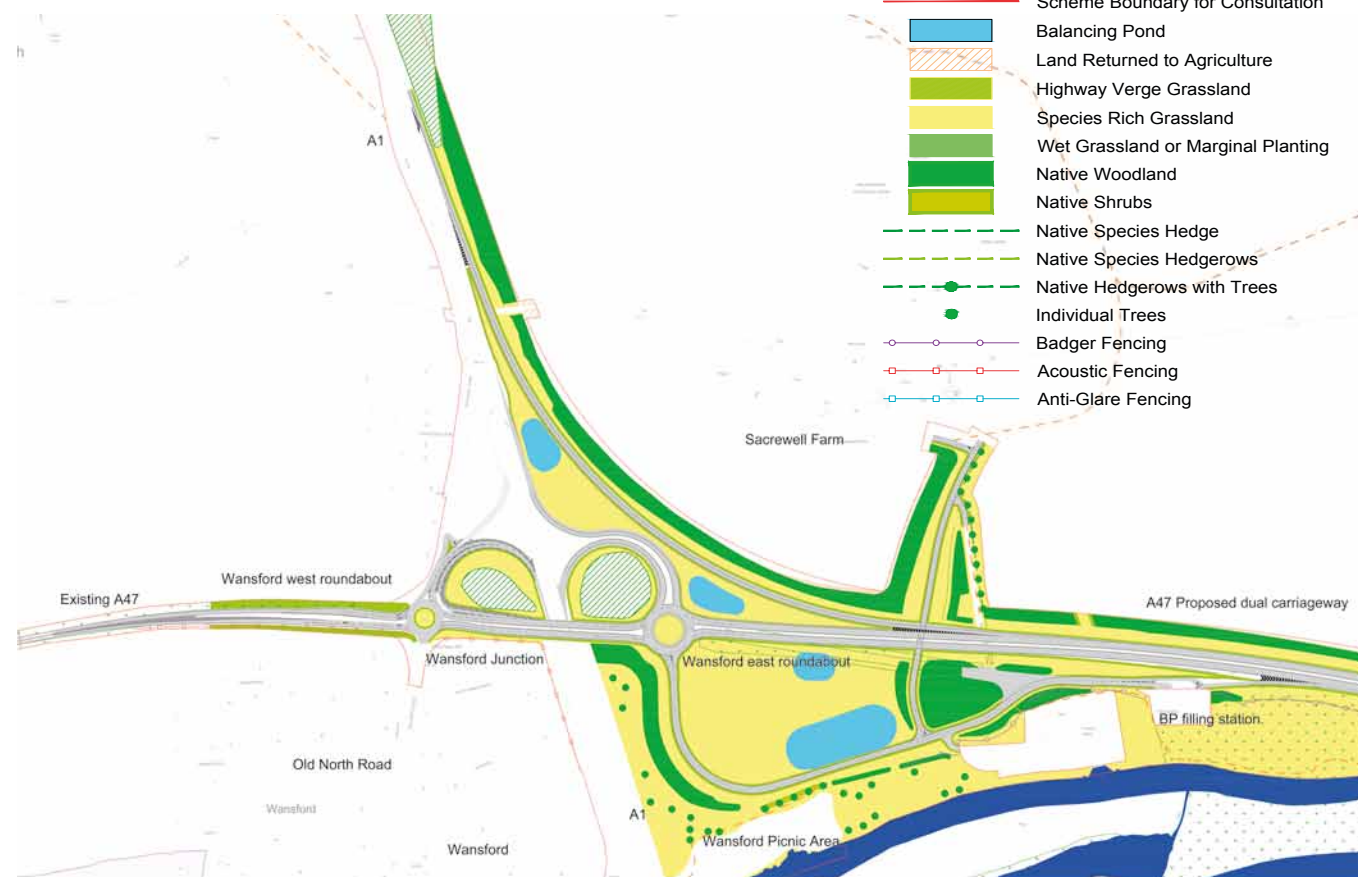 Scheme Boundary for Consultation
Balancing Pond
Land Returned to Agriculture
Highway Verge Grassland
Species Rich Grassland
Wet Grassland or Marginal Planting
Native Woodland
Native Shrubs
Native Species Hedge
Native Species Hedgerows
Native Hedgerows with Trees
Individual Trees
Badger Fencing
Acoustic Fencing
Anti-Glare Fencing
A1
Sacrewell Farm
Wansford west roundabout
Existing A47
A47 Proposed dual carriageway
Wansford Junction
Wansford east roundabout
BP filling station.
Old North Road
Wansford
A1
Wansford Picnic Area
Wansford